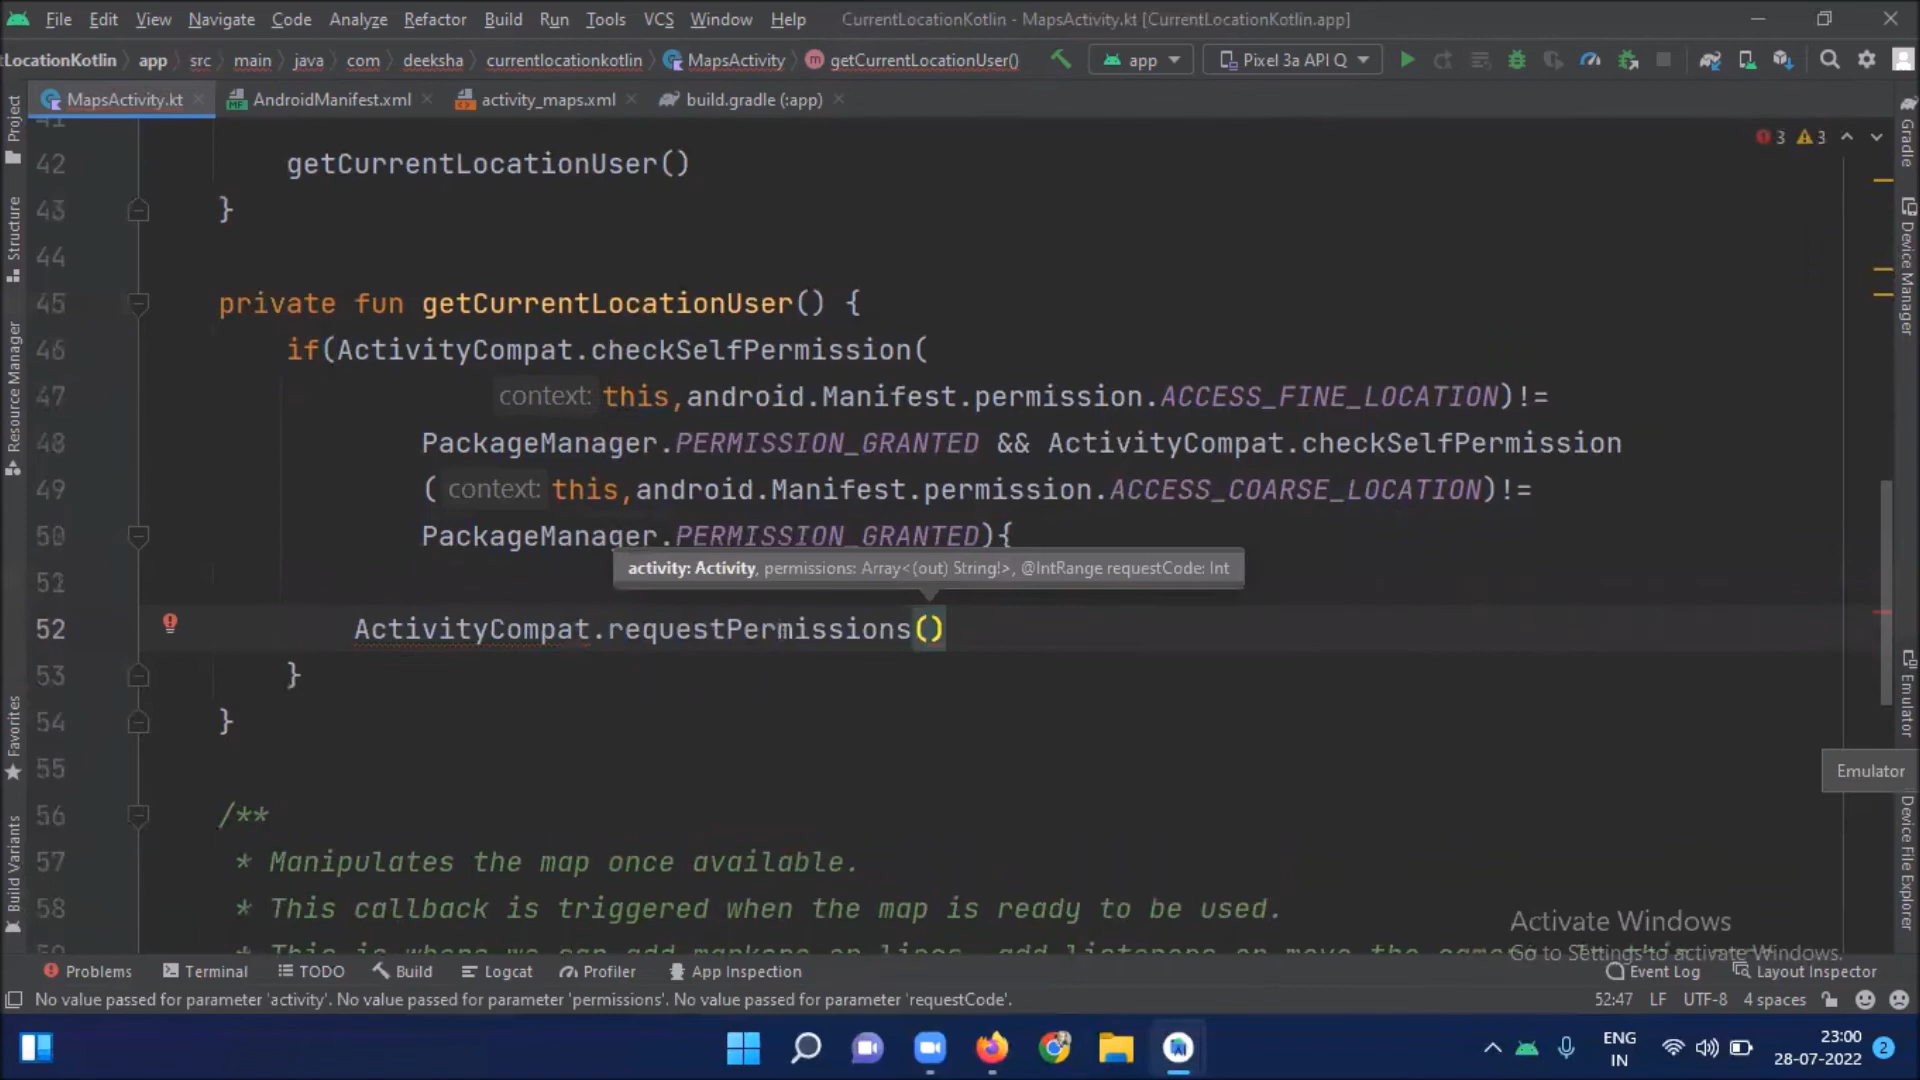 File Edit View Navigate Code Analyze Refactor Build Run Tools VCS Window Help CurrentLocationKotlin - MapsActivity.kt [CurrentLocationKotlin.app]
tLocationKotlin app src main java com deeksha currentlocationkotlin MapsActivity getCurrentLocationUser() app Pixel 3a API Q
MapsActivity.kt AndroidManifest.xml activity_maps.xml build.gradle (:app)
3 3
41
42 getCurrentLocationUser()
43 }
44
45 private fun getCurrentLocationUser() {
46 if(ActivityCompat.checkSelfPermission(
47 context: this,android.Manifest.permission.ACCESS_FINE_LOCATION)!=
48 PackageManager.PERMISSION_GRANTED && ActivityCompat.checkSelfPermission
49 ( context: this,android.Manifest.permission.ACCESS_COARSE_LOCATION)!=
50 PackageManager.PERMISSION_GRANTED){
activity: Activity, permissions: Array<(out) String!>, @IntRange requestCode: Int
51
52 ActivityCompat.requestPermissions()
53 }
54 }
55
56 /**
57 * Manipulates the map once available.
58 * This callback is triggered when the map is ready to be used.
Project
Structure
Resource Manager
Favorites
Build Variants
Gradle
Device Manager
Emulator
Emulator
Device File Explorer
Activate Windows
Go to Settings to activate Windows.
Problems Terminal TODO Build Logcat Profiler App Inspection Event Log Layout Inspector
No value passed for parameter 'activity'. No value passed for parameter 'permissions'. No value passed for parameter 'requestCode'. 52:47 LF UTF-8 4 spaces
ENG
IN
23:00
28-07-2022
2